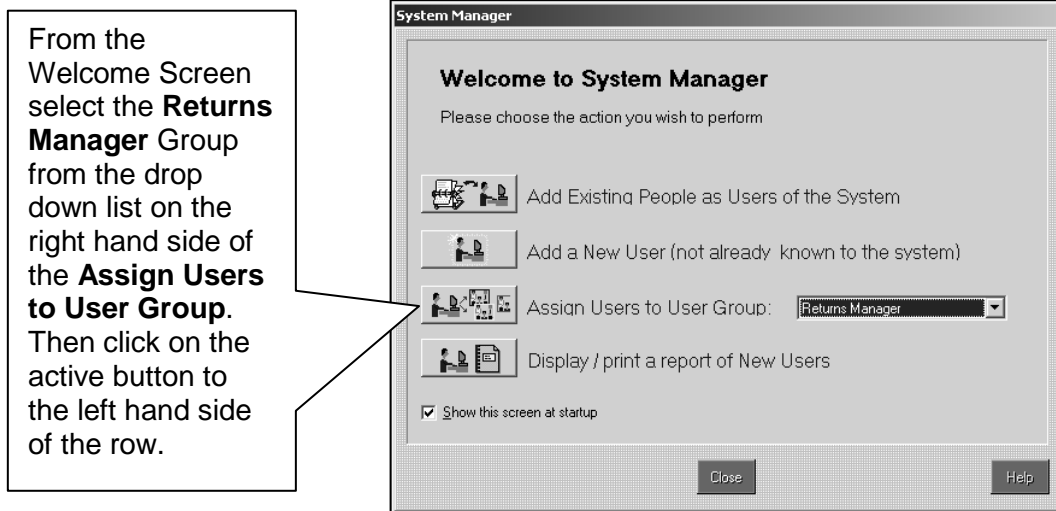 From the
Welcome Screen
select the Returns
Manager Group
from the drop
down list on the
right hand side of
the Assign Users
to User Group.
Then click on the
active button to
the left hand side
of the row.
System Manager
Welcome to System Manager
Please choose the action you wish to perform
Add Existing People as Users of the System
Add a New User (not already known to the system)
Assign Users to User Group: Returns Manager
Display / print a report of New Users
Show this screen at startup
Close Help